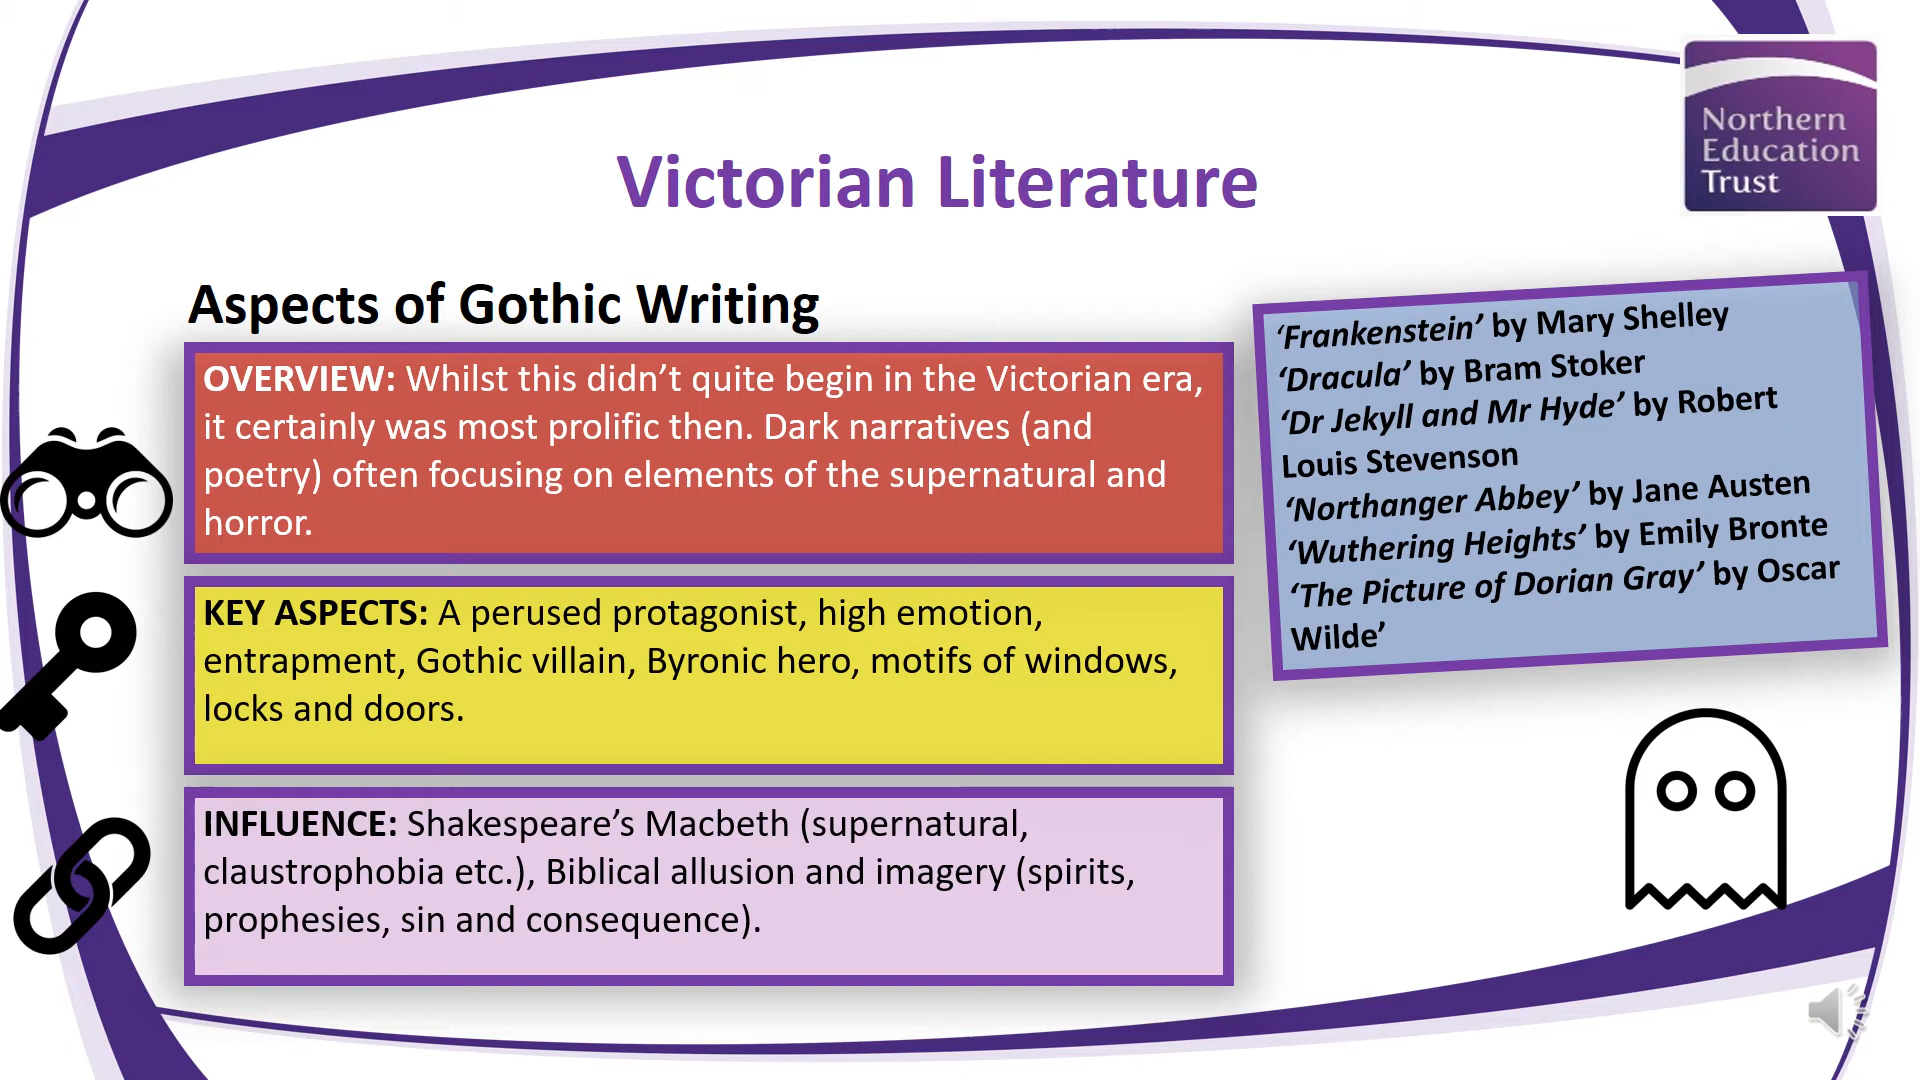 Northern
Education
Trust
Victorian Literature
Aspects of Gothic Writing
OVERVIEW: Whilst this didn’t quite begin in the Victorian era,
it certainly was most prolific then. Dark narratives (and
poetry) often focusing on elements of the supernatural and
horror.
KEY ASPECTS: A perused protagonist, high emotion,
entrapment, Gothic villain, Byronic hero, motifs of windows,
locks and doors.
INFLUENCE: Shakespeare’s Macbeth (supernatural,
claustrophobia etc.), Biblical allusion and imagery (spirits,
prophesies, sin and consequence).
‘Frankenstein’ by Mary Shelley
‘Dracula’ by Bram Stoker
‘Dr Jekyll and Mr Hyde’ by Robert
Louis Stevenson
‘Northanger Abbey’ by Jane Austen
‘Wuthering Heights’ by Emily Bronte
‘The Picture of Dorian Gray’ by Oscar
Wilde’